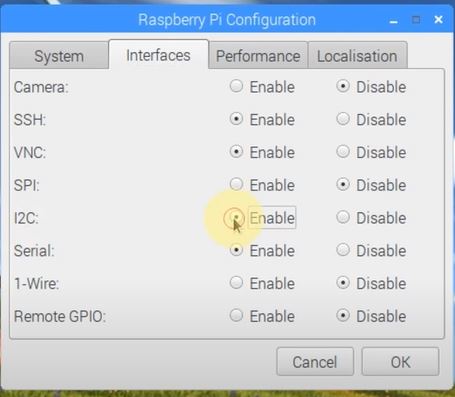 Raspberry Pi Configuration
System Interfaces Performance Localisation
Camera: Enable Disable
SSH: Enable Disable
VNC: Enable Disable
SPI: Enable Disable
I2C: Enable Disable
Serial: Enable Disable
1-Wire: Enable Disable
Remote GPIO: Enable Disable
Cancel OK